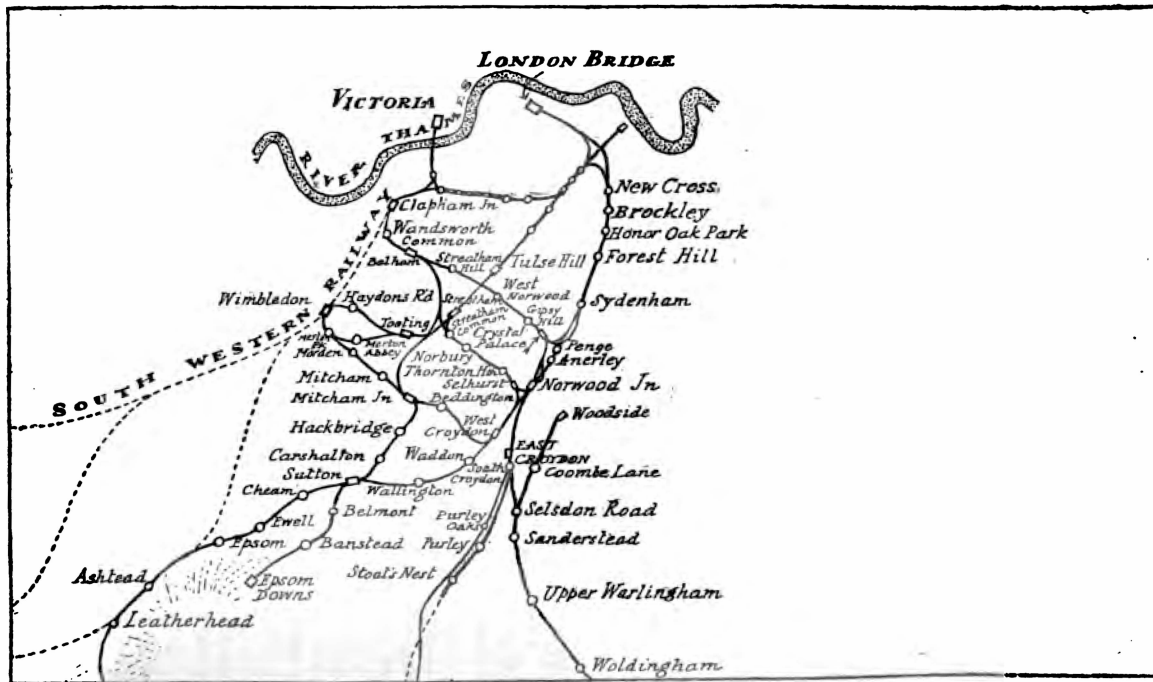 LONDON BRIDGE
VICTORIA
RIVER THAMES
New Cross
Clapham Jn
Brockley
Wandsworth
Common
Honor Oak Park
Balham
Streatham
Hill
Tulse Hill
Forest Hill
SOUTH WESTERN RAILWAY
Wimbledon
Haydons Rd
Streatham
West
Norwood
Sydenham
Tooting
Streatham
Common
Crystal
Palace
Gipsy
Hill
Merton
Pk
Merton
Abbey
Morden
Norbury
Penge
Anerley
Mitcham
Thornton Hth
Selhurst
Norwood Jn
Mitcham Jn
Beddington
Woodside
Hackbridge
West
Croydon
EAST
CROYDON
Carshalton
Waddon
South
Croydon
Coombe Lane
Sutton
Wallington
Cheam
Belmont
Selsdon Road
Ewell
Purley
Oaks
Epsom
Banstead
Purley
Sanderstead
Ashtead
Epsom
Downs
Stoat's Nest
Upper Warlingham
Leatherhead
Woldingham